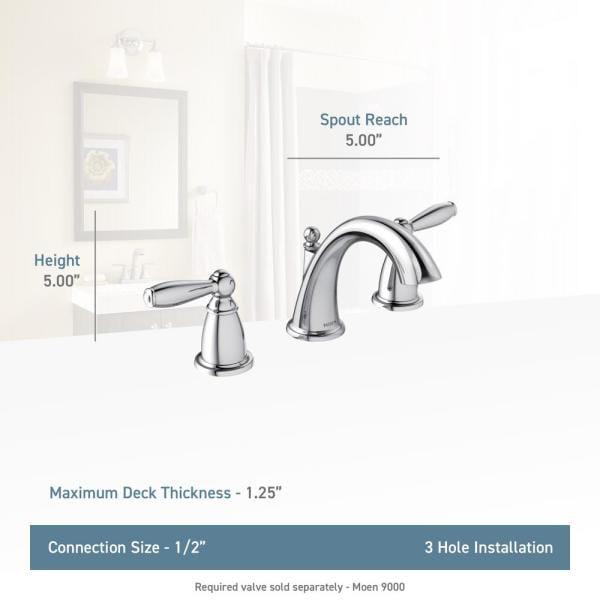 Spout Reach
5.00”
Height
5.00”
MOEN
Maximum Deck Thickness - 1.25”
Connection Size - 1/2”
3 Hole Installation
Required valve sold separately - Moen 9000